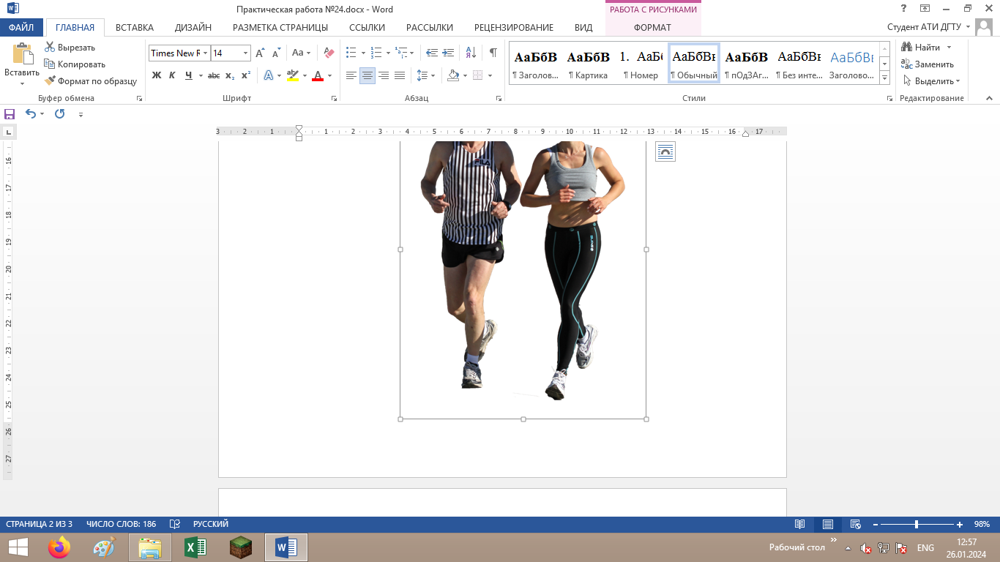 Практическая работа №24.docx - Word
РАБОТА С РИСУНКАМИ
?
ФАЙЛ ГЛАВНАЯ ВСТАВКА ДИЗАЙН РАЗМЕТКА СТРАНИЦЫ ССЫЛКИ РАССЫЛКИ РЕЦЕНЗИРОВАНИЕ ВИД ФОРМАТ Студент АТИ ДГТУ
Вставить
Вырезать
Копировать
Формат по образцу
Буфер обмена
Times New R 14 Aa
Ж К Ч abc x₂ x² A ab A
Шрифт
Абзац
АаБбВ АаБбВ 1. АаБб АаБбВв АаБбВ АаБбВв АаБбВв
¶ Заголов... ¶ Картика ¶ Номер ¶ Обычный ¶ пОдЗАг... ¶ Без инте... Заголово...
Стили
Найти
Заменить
Выделить
Редактирование
3 2 1 1 2 3 4 5 6 7 8 9 10 11 12 13 14 15 16 17
16
17
18
19
20
21
22
23
24
25
26
27
FILA
СТРАНИЦА 2 ИЗ 3 ЧИСЛО СЛОВ: 186 РУССКИЙ 98%
Рабочий стол ENG 12:57
26.01.2024